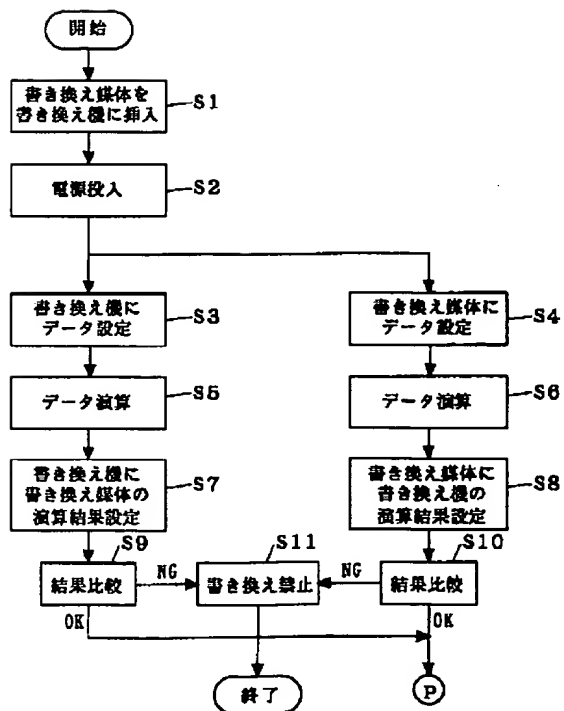 開始
書き換え媒体を
書き換え機に挿入
S1
電源投入
S2
書き換え機に
データ設定
S3
書き換え媒体に
データ設定
S4
データ演算
S5
データ演算
S6
書き換え機に
書き換え媒体の
演算結果設定
S7
書き換え媒体に
書き換え機の
演算結果設定
S8
S9
S11
S10
結果比較
NG
書き換え禁止
NG
結果比較
OK
OK
終了
P